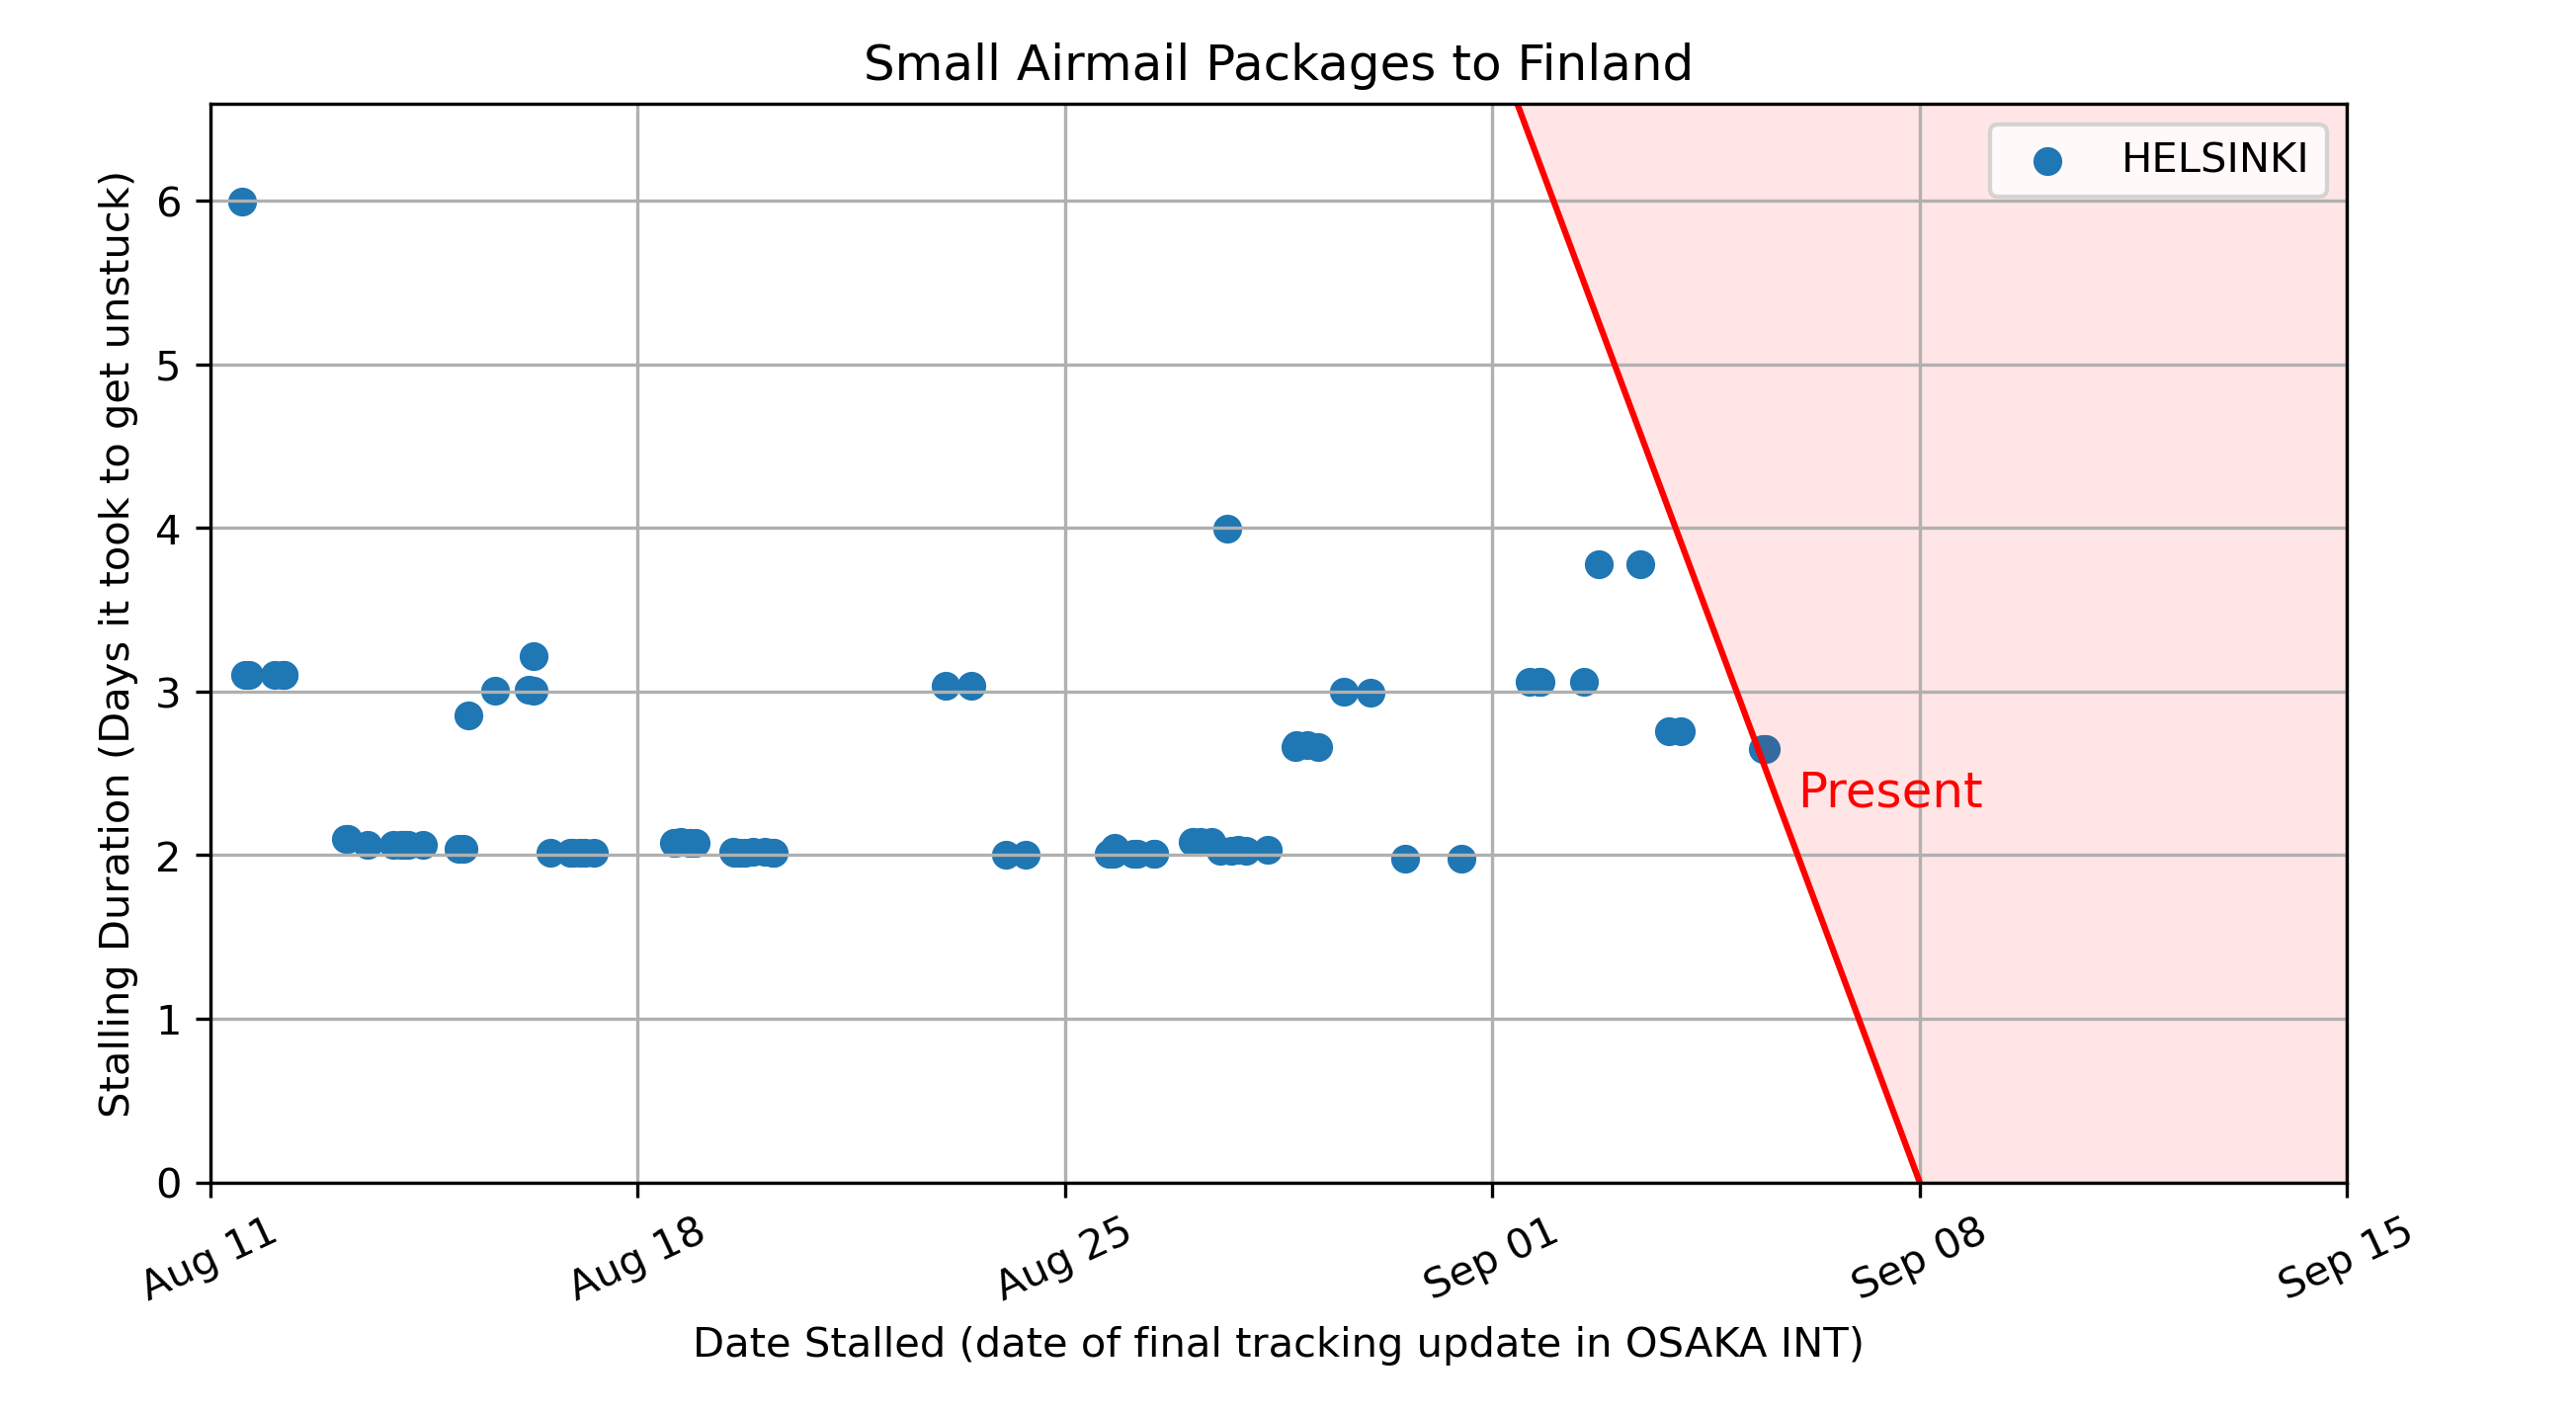 Small Airmail Packages to Finland
HELSINKI
Stalling Duration (Days it took to get unstuck)
6
5
4
3
2
1
0
Present
Aug 11
Aug 18
Aug 25
Sep 01
Sep 08
Sep 15
Date Stalled (date of final tracking update in OSAKA INT)